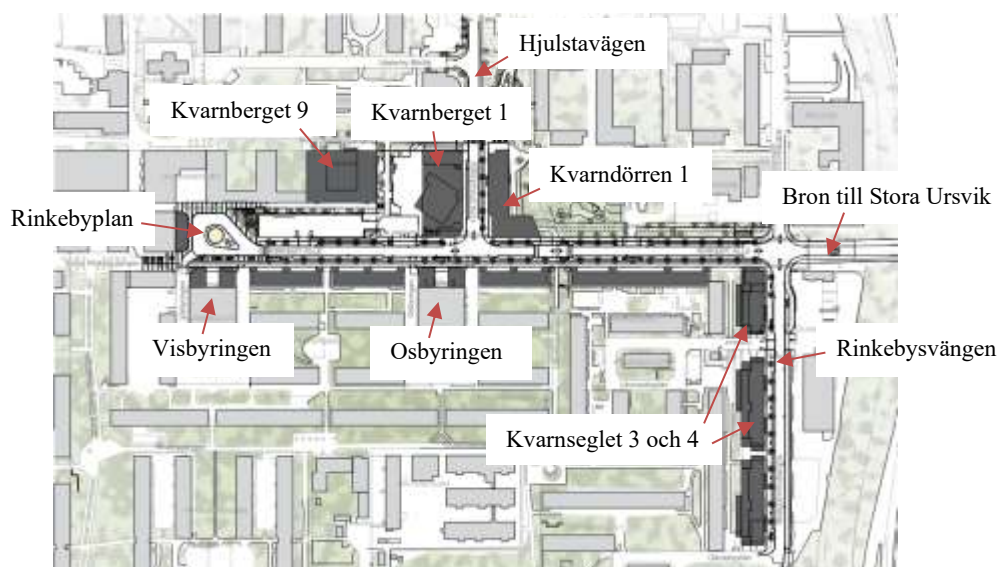 Hjulstavägen
Kvarnberget 9
Kvarnberget 1
Kvarndörren 1
Bron till Stora Ursvik
Rinkebyplan
Visbyringen
Osbyringen
Rinkebysvängen
Kvarnseglet 3 och 4